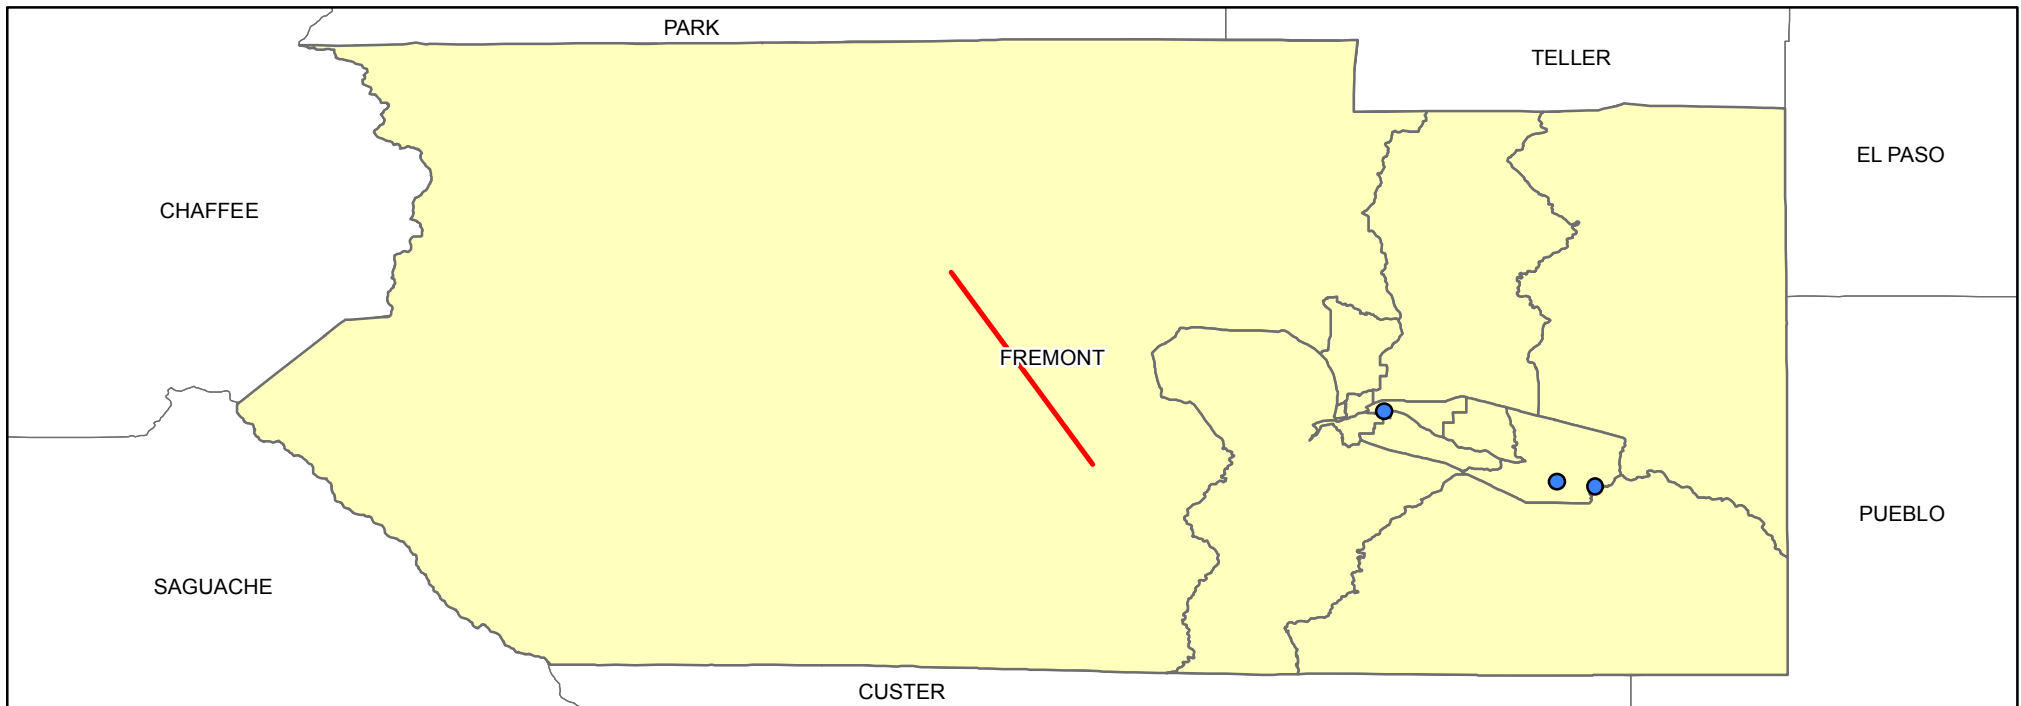 PARK
TELLER
EL PASO
CHAFFEE
FREMONT
PUEBLO
SAGUACHE
CUSTER